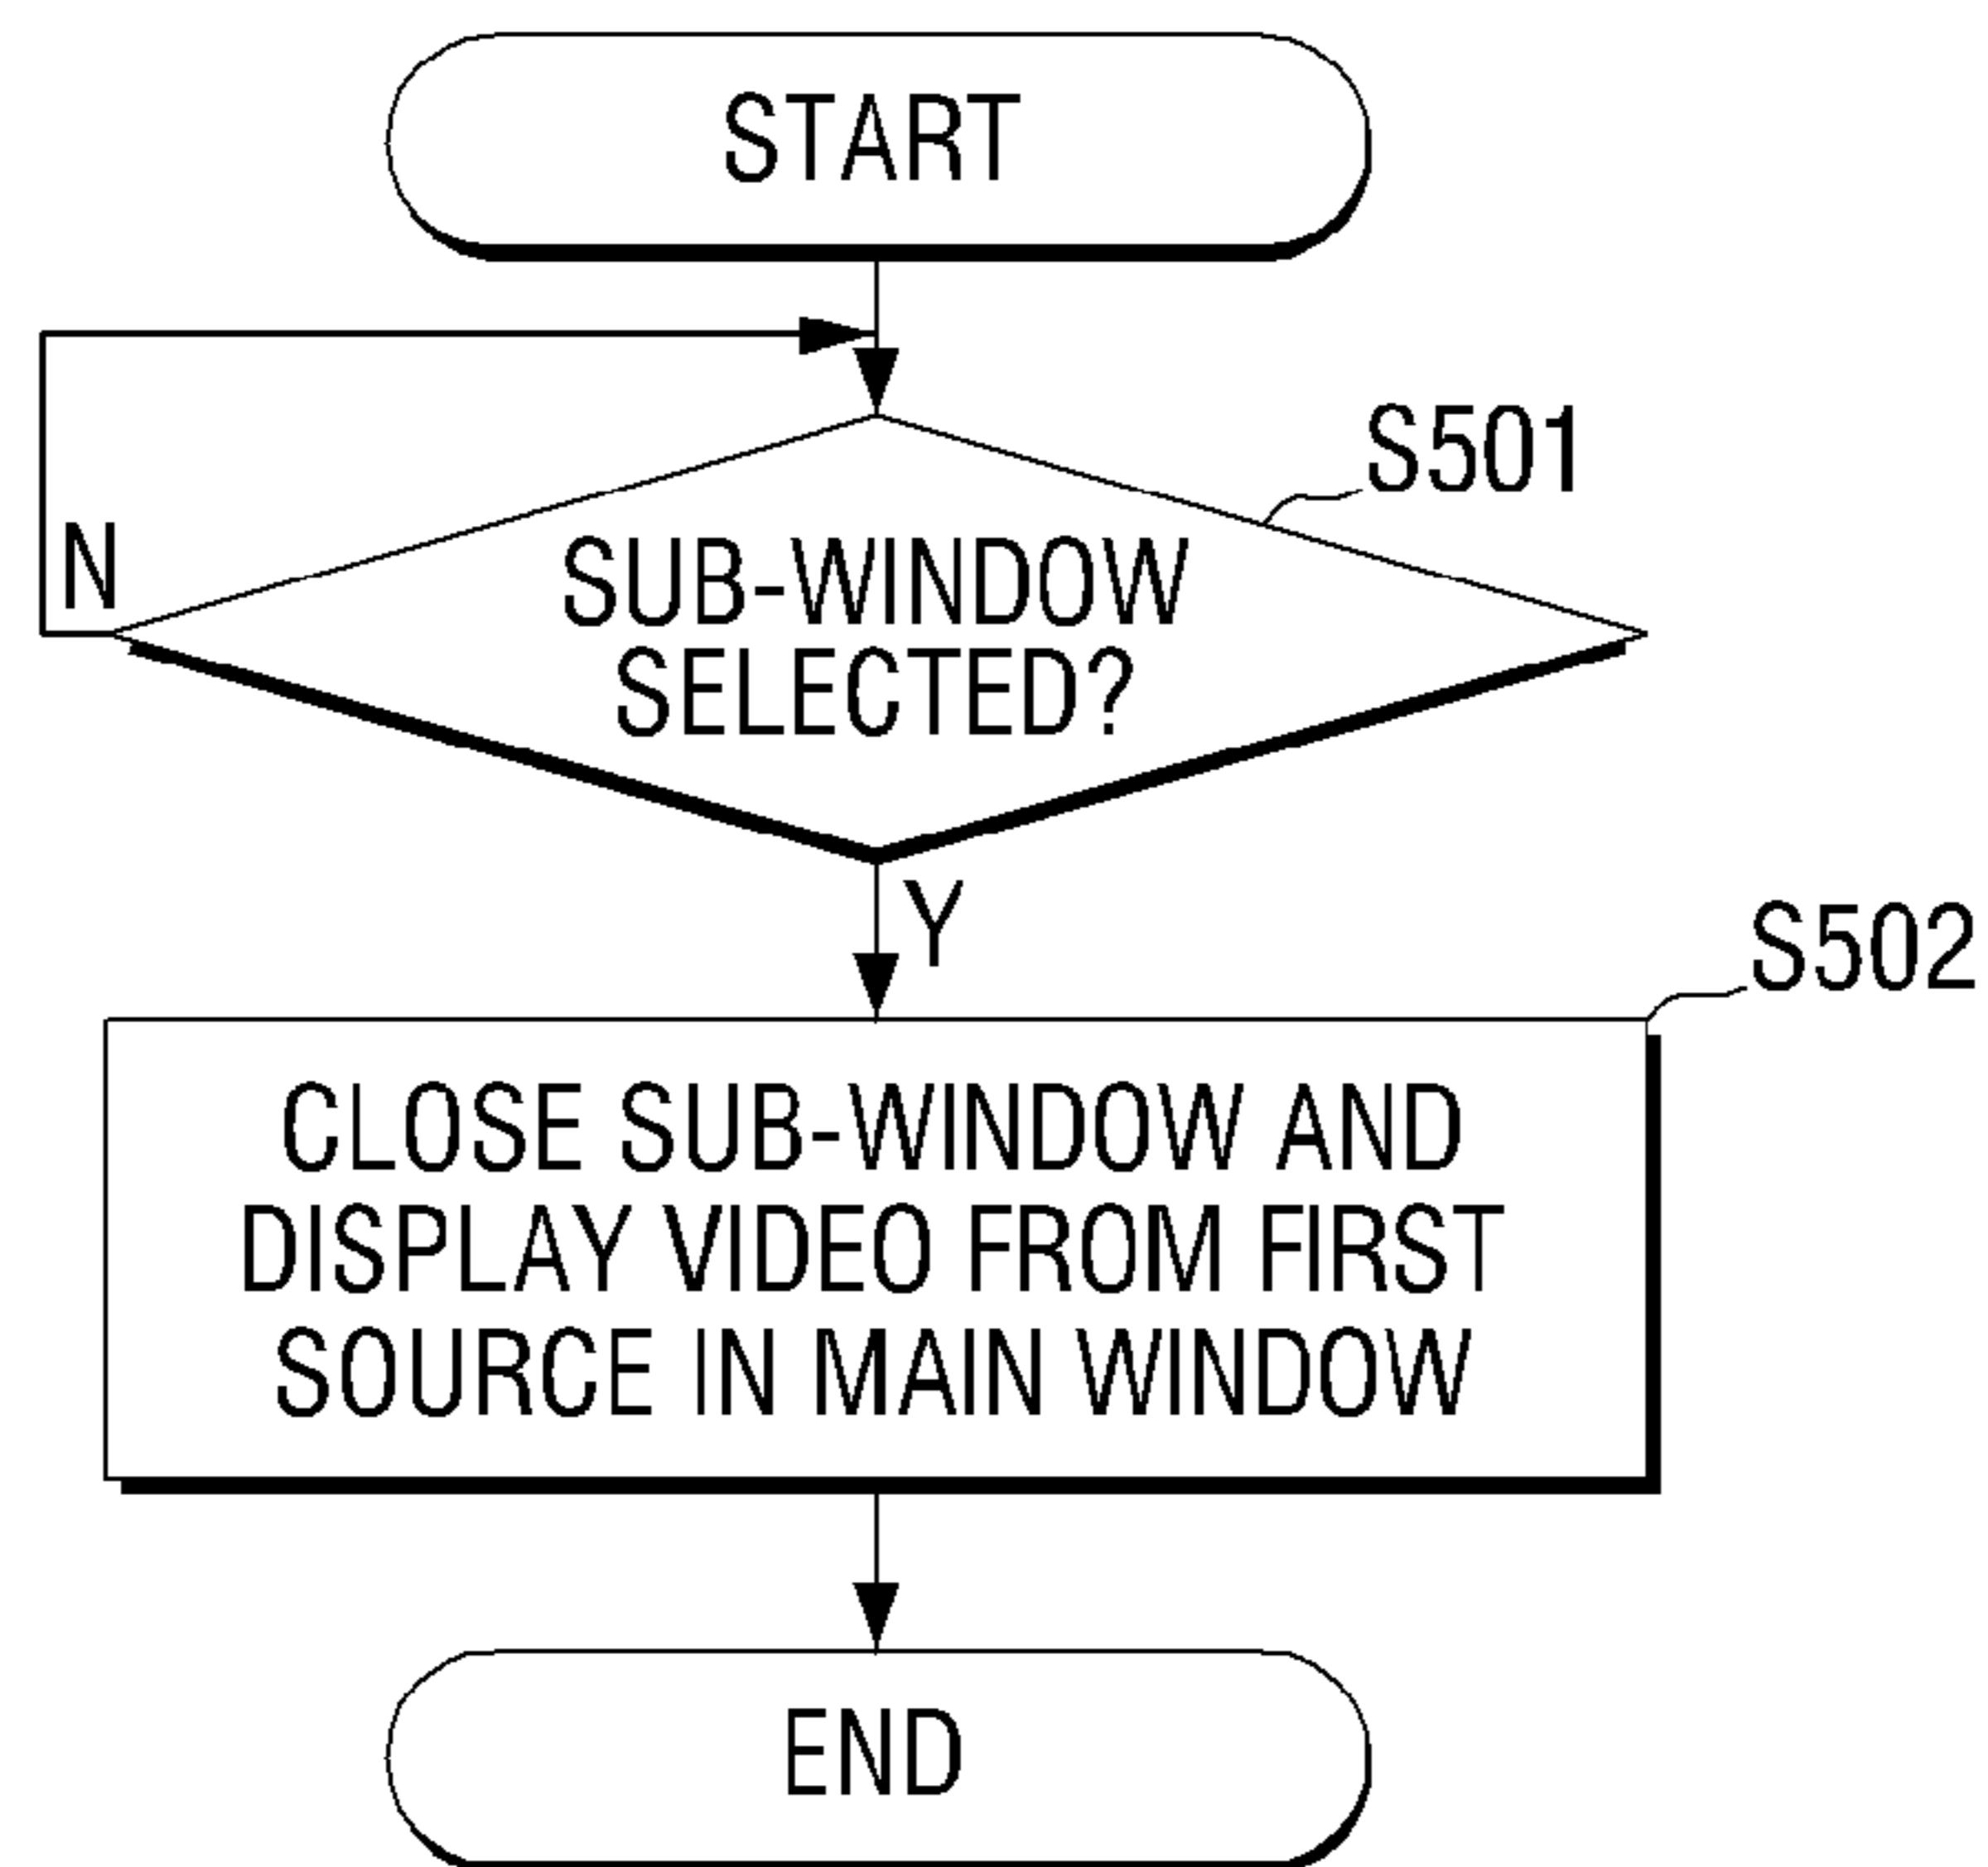 START
S501
N
SUB-WINDOW
SELECTED?
Y
S502
CLOSE SUB-WINDOW AND
DISPLAY VIDEO FROM FIRST
SOURCE IN MAIN WINDOW
END